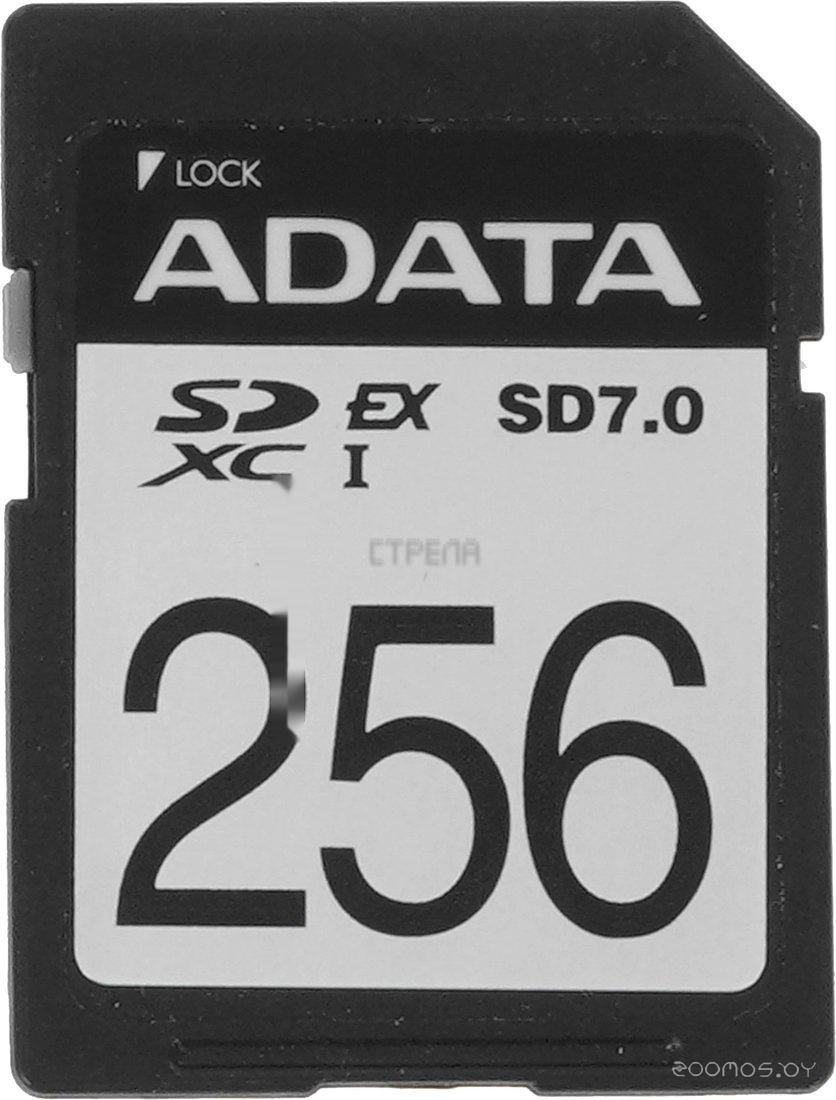 LOCK
ADATA
SD EX SD7.0
XC I
СТРЕЛА
256
zoomos.by